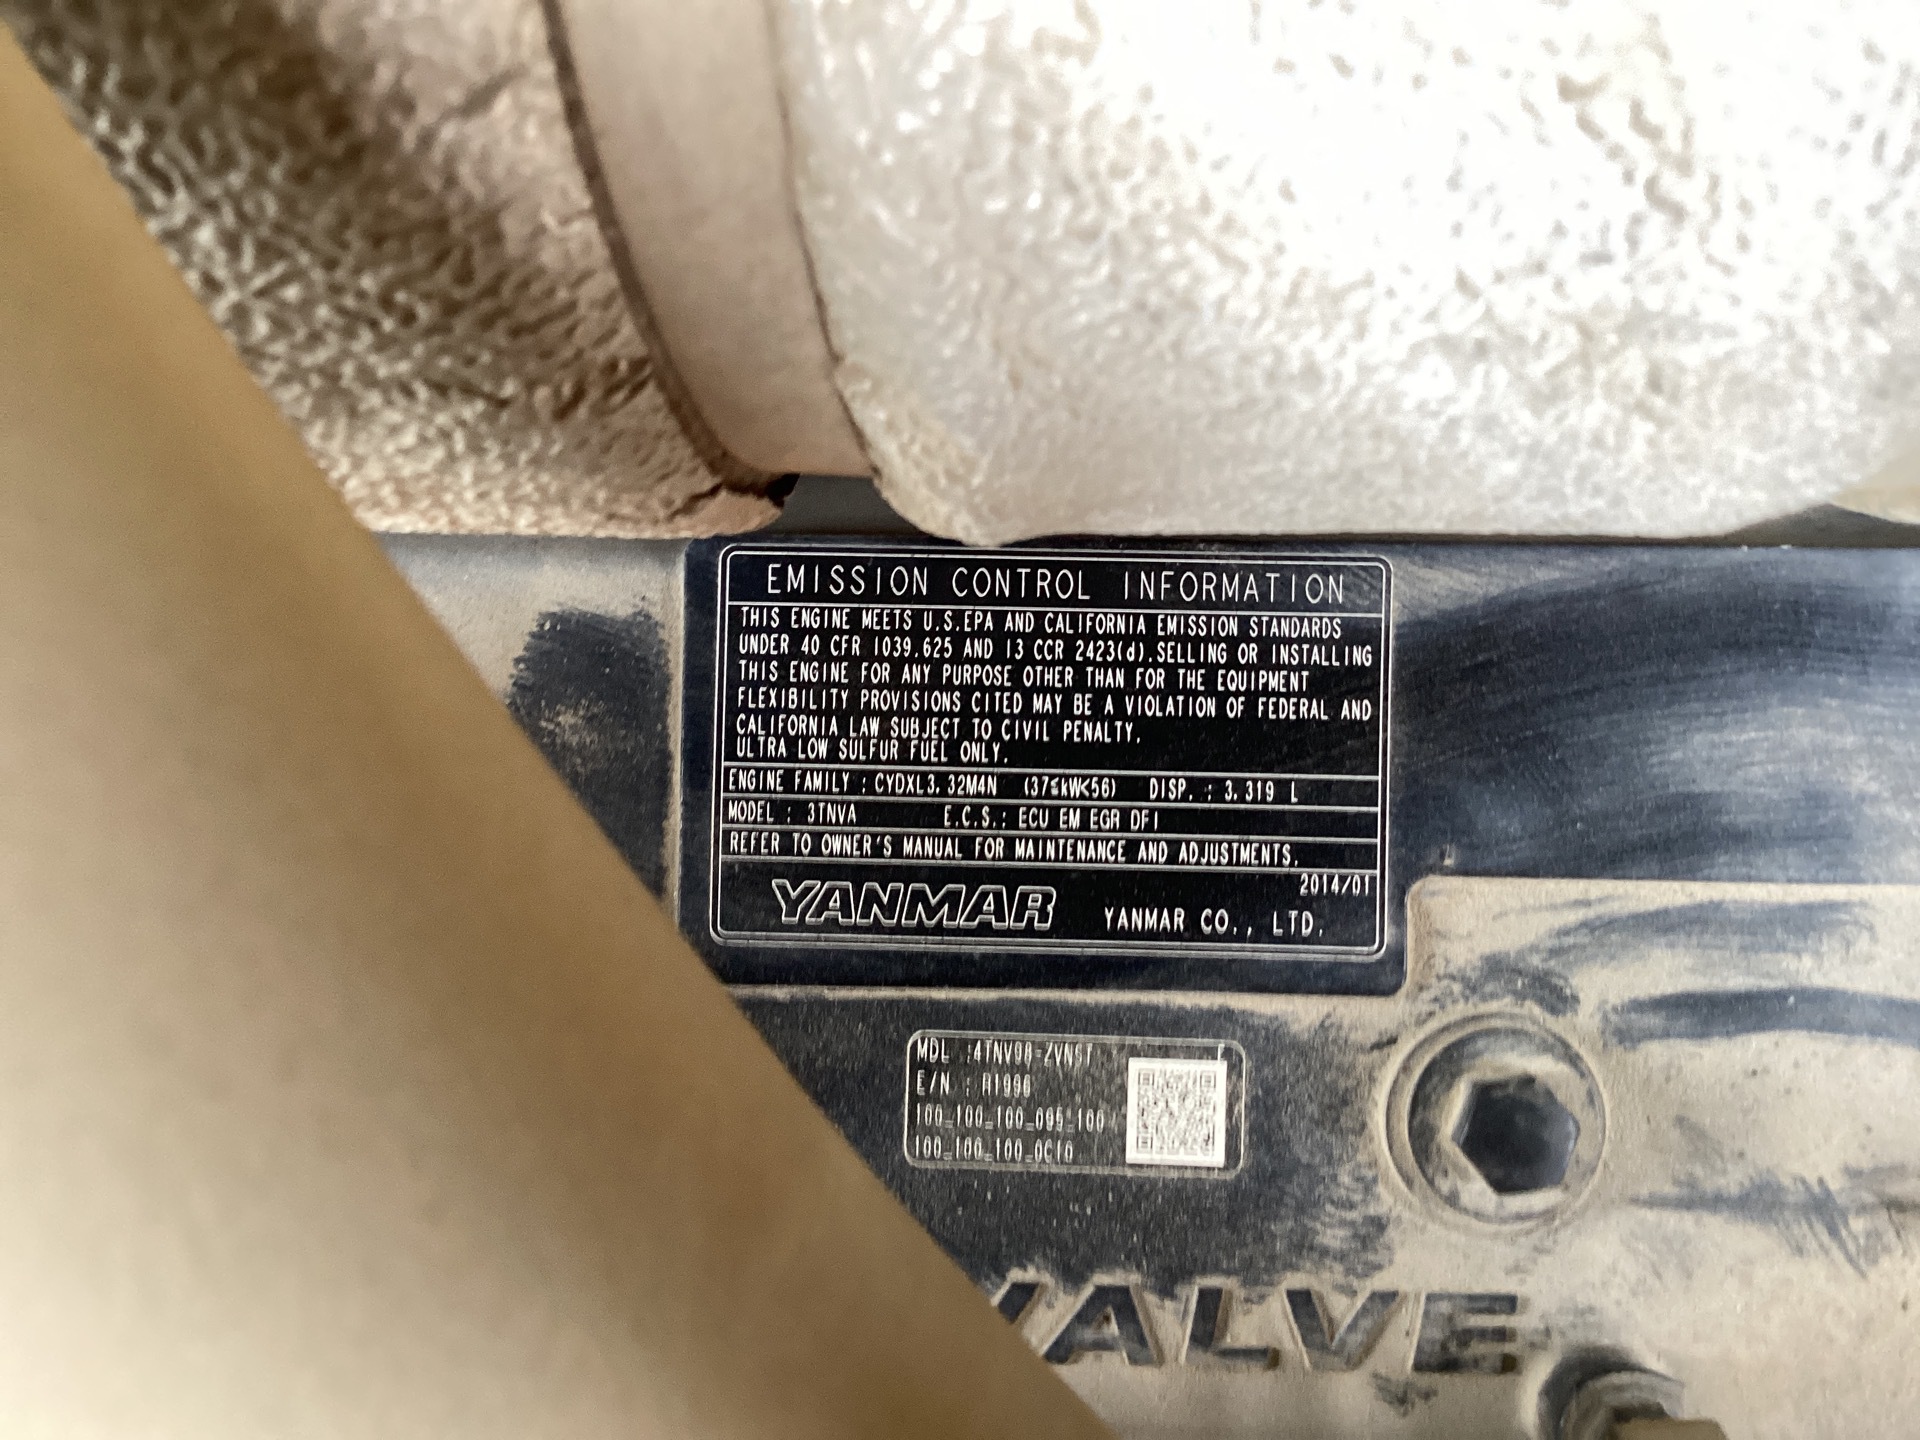 EMISSION CONTROL INFORMATION
THIS ENGINE MEETS U.S.EPA AND CALIFORNIA EMISSION STANDARDS
UNDER 40 CFR 1039.625 AND 13 CCR 2423(d).SELLING OR INSTALLING
THIS ENGINE FOR ANY PURPOSE OTHER THAN FOR THE EQUIPMENT
FLEXIBILITY PROVISIONS CITED MAY BE A VIOLATION OF FEDERAL AND
CALIFORNIA LAW SUBJECT TO CIVIL PENALTY.
ULTRA LOW SULFUR FUEL ONLY.
ENGINE FAMILY : CYDXL3.32M4N (37≤kW<56) DISP. : 3.319 L
MODEL : 3TNVA E.C.S.: ECU EM EGR DFI
REFER TO OWNER'S MANUAL FOR MAINTENANCE AND ADJUSTMENTS.
2014/01
YANMAR YANMAR CO., LTD.
MDL :4TNV98-ZVNST
E/N : R1996
100_100_100_095_100
100_100_100_0C10
VALVE